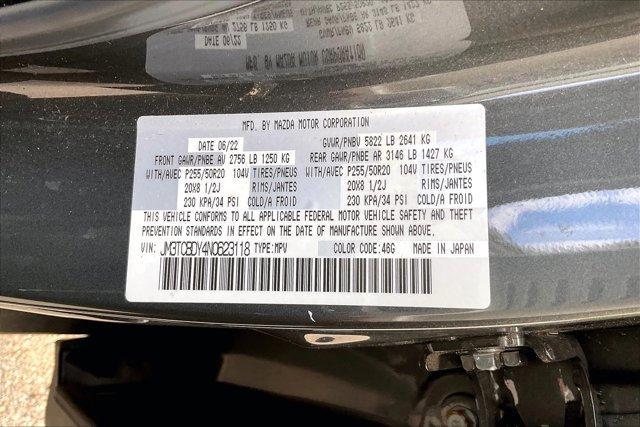 MFD. BY MAZDA MOTOR CORPORATION
DATE 06/22 GVWR/PNBV 5822 LB 2641 KG
FRONT GAWR/PNBE AV 2756 LB 1250 KG REAR GAWR/PNBE AR 3146 LB 1427 KG
WITH/AVEC P255/50R20 104V TIRES/PNEUS WITH/AVEC P255/50R20 104V TIRES/PNEUS
20X8 1/2J RIMS/JANTES 20X8 1/2J RIMS/JANTES
230 KPA/34 PSI COLD/A FROID 230 KPA/34 PSI COLD/A FROID
THIS VEHICLE CONFORMS TO ALL APPLICABLE FEDERAL MOTOR VEHICLE SAFETY AND THEFT
PREVENTION STANDARDS IN EFFECT ON THE DATE OF MANUFACTURE SHOWN ABOVE.
VIN: JM3TCBDY4N0623118 TYPE:MPV COLOR CODE:46G MADE IN JAPAN